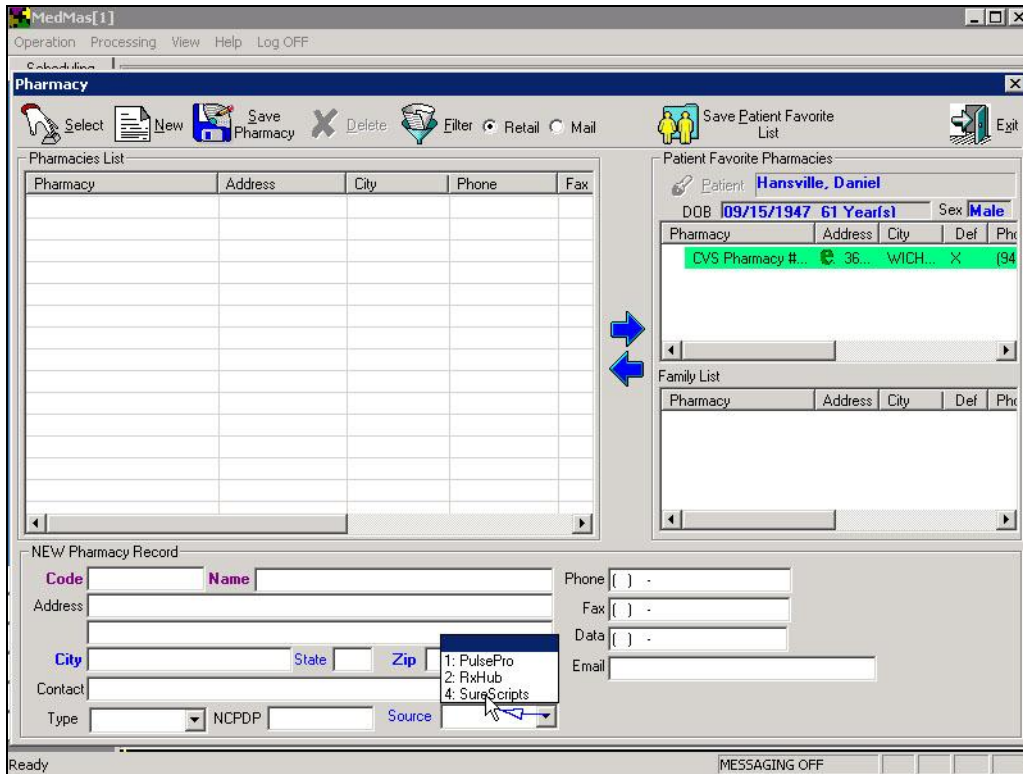 MedMas[1]
Operation Processing View Help Log OFF
Scheduling
Pharmacy
Select New Save Pharmacy Delete Filter Retail Mail Save Patient Favorite List Exit
Pharmacies List
Pharmacy Address City Phone Fax
Patient Favorite Pharmacies
Patient Hansville, Daniel
DOB 09/15/1947 61 Year(s) Sex Male
Pharmacy Address City Def Pho
CVS Pharmacy #... e 36... WICH... X (94
Family List
Pharmacy Address City Def Pho
NEW Pharmacy Record
Code Name Phone ( ) -
Address Fax ( ) -
Data ( ) -
City State Zip Email
1: PulsePro
2: RxHub
4: SureScripts
Contact
Type NCPDP Source
Ready MESSAGING OFF